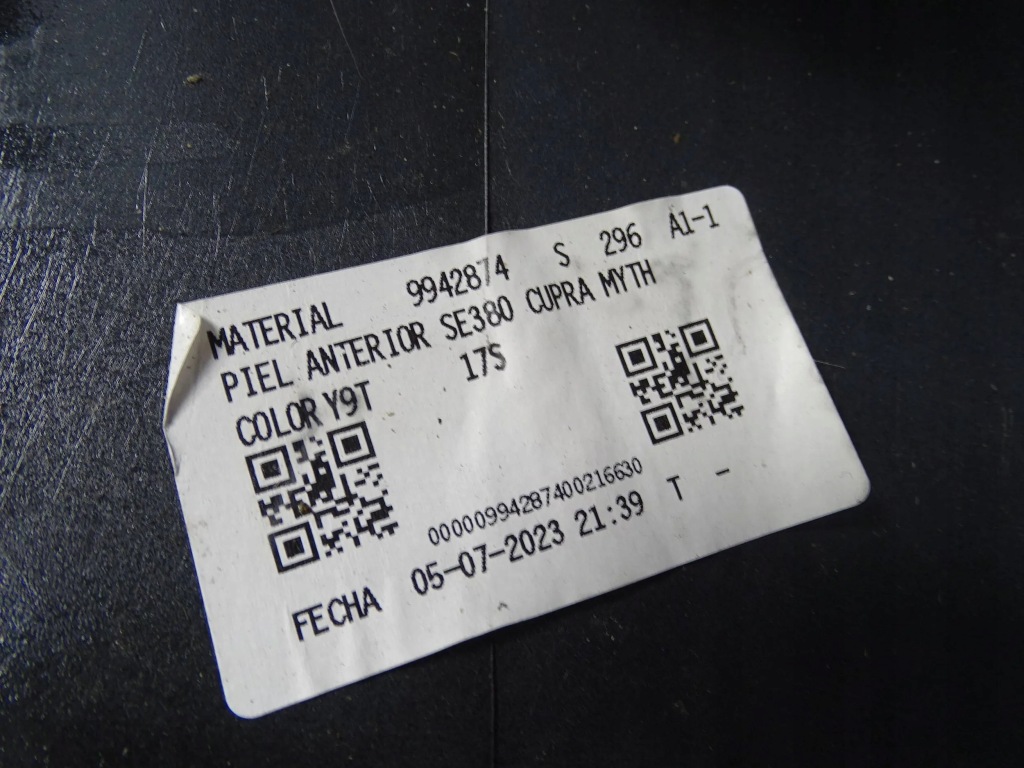 MATERIAL 9942874 S 296 A1-1
PIEL ANTERIOR SE380 CUPRA MYTH
COLOR Y9T 17S
00000994287400216630
FECHA 05-07-2023 21:39 T -